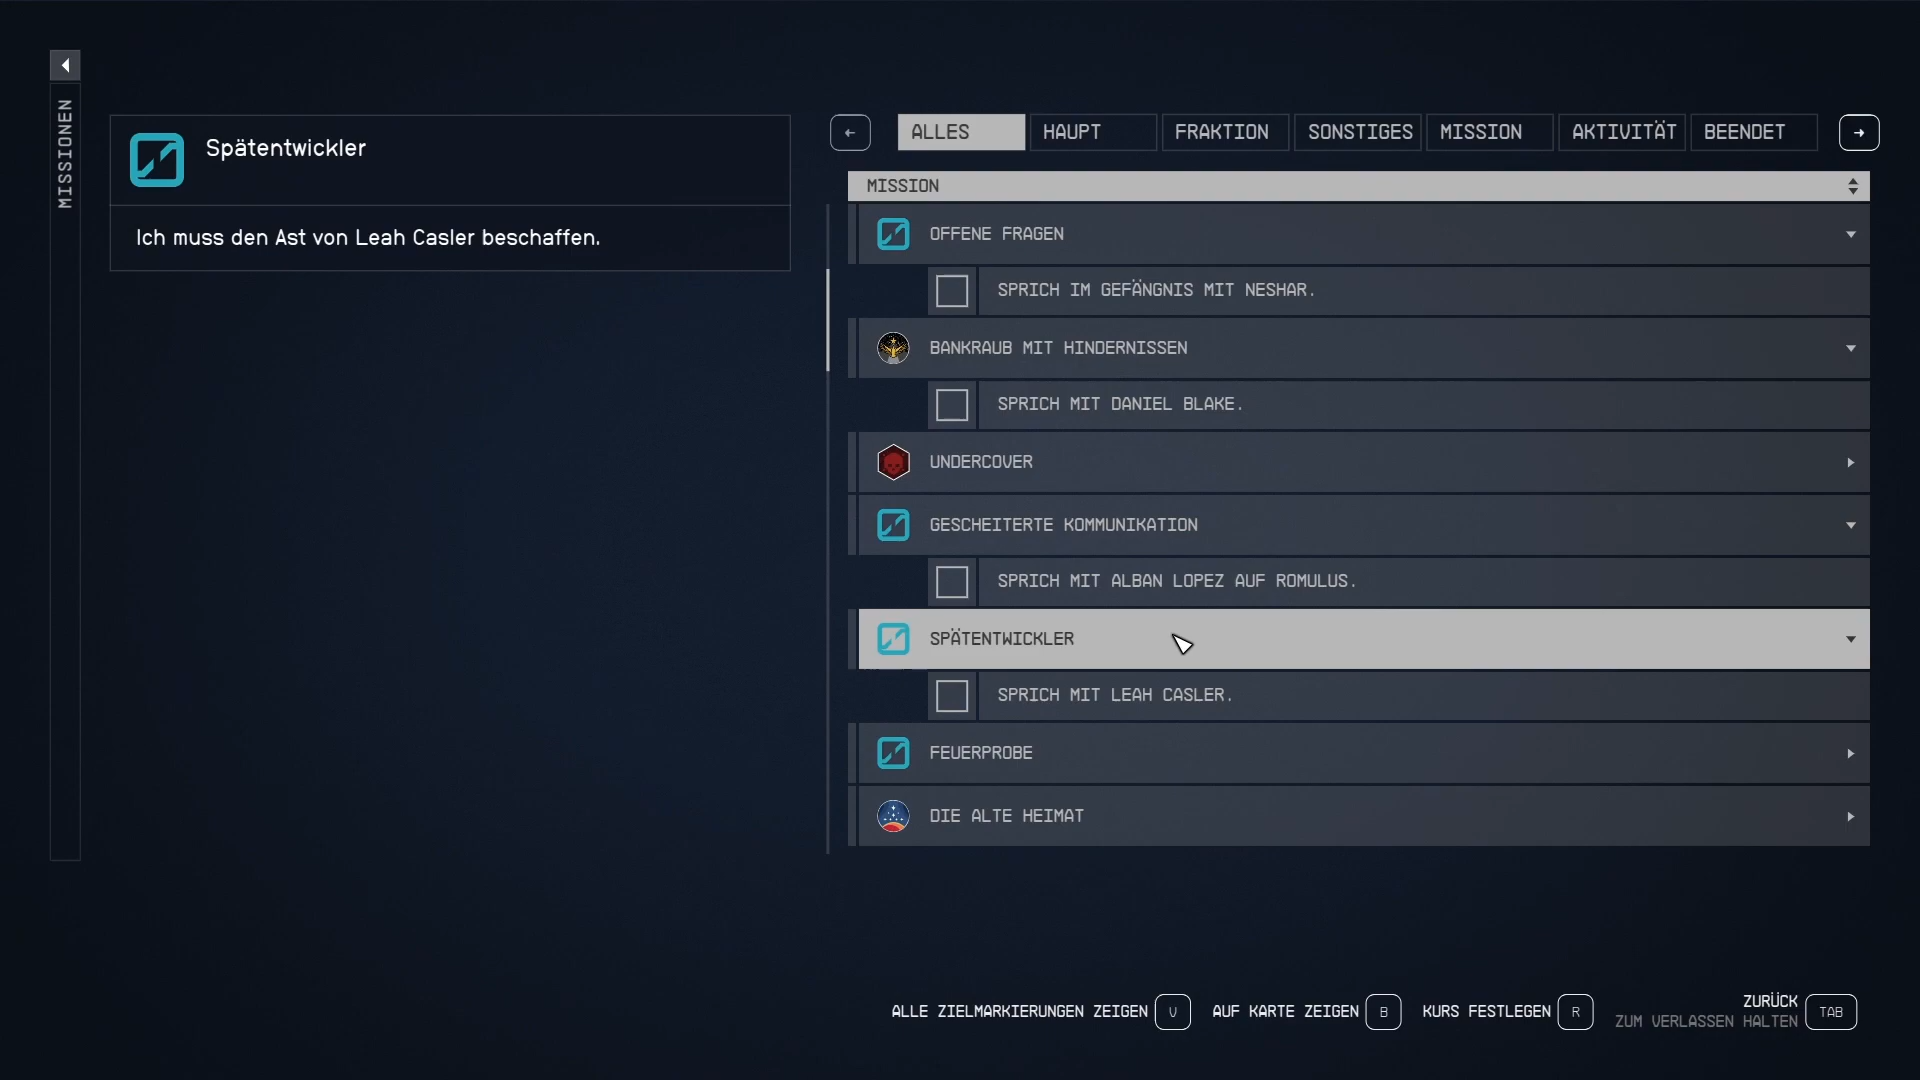 MISSIONEN
Spätentwickler
Ich muss den Ast von Leah Casler beschaffen.
ALLES HAUPT FRAKTION SONSTIGES MISSION AKTIVITÄT BEENDET
MISSION
OFFENE FRAGEN
SPRICH IM GEFÄNGNIS MIT NESHAR.
BANKRAUB MIT HINDERNISSEN
SPRICH MIT DANIEL BLAKE.
UNDERCOVER
GESCHEITERTE KOMMUNIKATION
SPRICH MIT ALBAN LOPEZ AUF ROMULUS.
SPÄTENTWICKLER
SPRICH MIT LEAH CASLER.
FEUERPROBE
DIE ALTE HEIMAT
ALLE ZIELMARKIERUNGEN ZEIGEN V AUF KARTE ZEIGEN B KURS FESTLEGEN R ZURÜCK TAB
ZUM VERLASSEN HALTEN